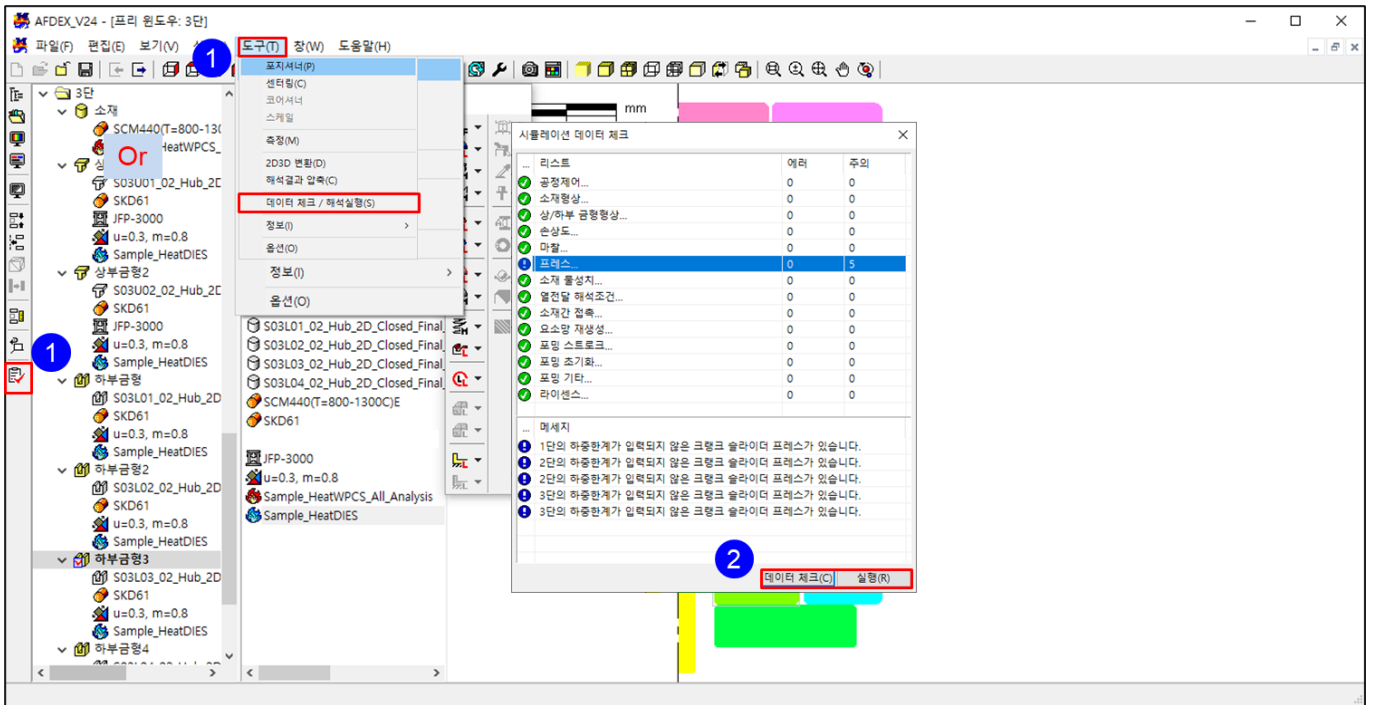 AFDEX_V24 - [프리 윈도우: 3단]
파일(F) 편집(E) 보기(V) 도구(T) 창(W) 도움말(H)
1
포지셔너(P)
센터링(C)
코어셔너
스케일
측정(M)
2D3D 변환(D)
해석결과 압축(C)
데이터 체크 / 해석실행(S)
정보(I)
옵션(O)
정보(I)
옵션(O)
3단
소재
SCM440(T=800-130
HeatWPCS_
Or
상
S03U01_02_Hub_2D
SKD61
JFP-3000
u=0.3, m=0.8
Sample_HeatDIES
상부금형2
S03U02_02_Hub_2D
SKD61
JFP-3000
u=0.3, m=0.8
Sample_HeatDIES
1
하부금형
S03L01_02_Hub_2D
SKD61
u=0.3, m=0.8
Sample_HeatDIES
하부금형2
S03L02_02_Hub_2D
SKD61
u=0.3, m=0.8
Sample_HeatDIES
하부금형3
S03L03_02_Hub_2D
SKD61
u=0.3, m=0.8
Sample_HeatDIES
하부금형4
S03L01_02_Hub_2D_Closed_Final_
S03L02_02_Hub_2D_Closed_Final_
S03L03_02_Hub_2D_Closed_Final_
S03L04_02_Hub_2D_Closed_Final_
SCM440(T=800-1300C)E
SKD61
JFP-3000
u=0.3, m=0.8
Sample_HeatWPCS_All_Analysis
Sample_HeatDIES
mm
시뮬레이션 데이터 체크
... 리스트 에러 주의
공정제어... 0 0
소재형상... 0 0
상/하부 금형형상... 0 0
손상도... 0 0
마찰... 0 0
프레스... 0 5
소재 물성치... 0 0
열전달 해석조건... 0 0
소재간 접촉... 0 0
요소망 재생성... 0 0
포밍 스트로크... 0 0
포밍 초기화... 0 0
포밍 기타... 0 0
라이센스... 0 0
... 메세지
1단의 하중한계가 입력되지 않은 크랭크 슬라이더 프레스가 있습니다.
2단의 하중한계가 입력되지 않은 크랭크 슬라이더 프레스가 있습니다.
2단의 하중한계가 입력되지 않은 크랭크 슬라이더 프레스가 있습니다.
3단의 하중한계가 입력되지 않은 크랭크 슬라이더 프레스가 있습니다.
3단의 하중한계가 입력되지 않은 크랭크 슬라이더 프레스가 있습니다.
2
데이터 체크(C) 실행(R)